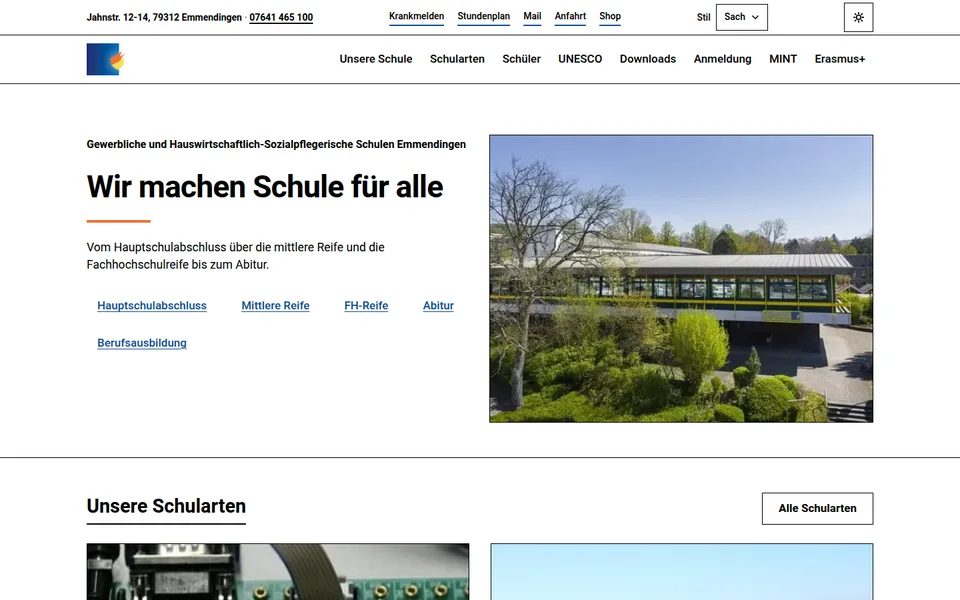 Jahnstr. 12-14, 79312 Emmendingen · 07641 465 100
Krankmelden Stundenplan Mail Anfahrt Shop
Stil Sach
Unsere Schule Schularten Schüler UNESCO Downloads Anmeldung MINT Erasmus+
Gewerbliche und Hauswirtschaftlich-Sozialpflegerische Schulen Emmendingen
Wir machen Schule für alle
Vom Hauptschulabschluss über die mittlere Reife und die
Fachhochschulreife bis zum Abitur.
Hauptschulabschluss Mittlere Reife FH-Reife Abitur
Berufsausbildung
Unsere Schularten
Alle Schularten